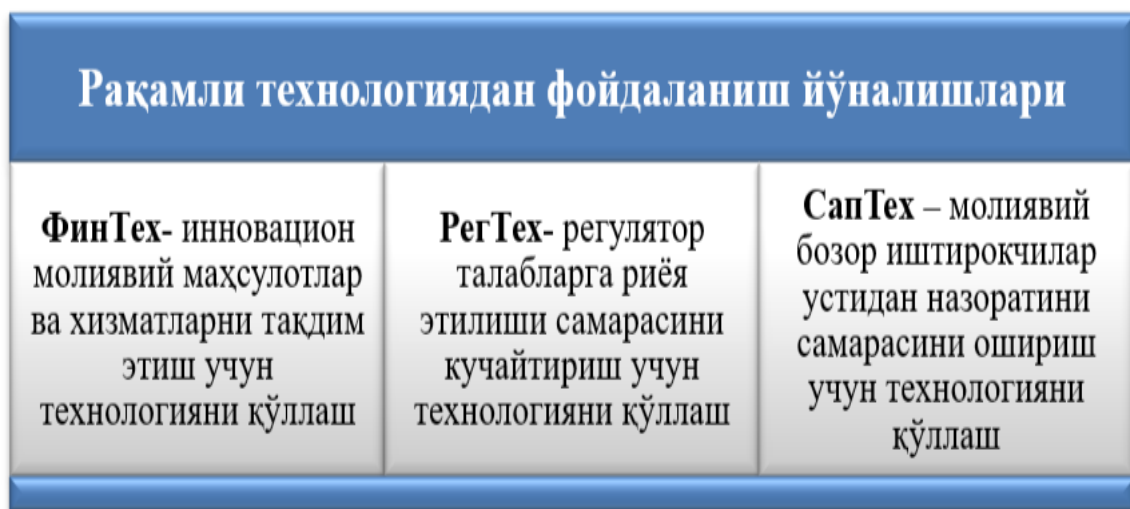 Рақамли технологиядан фойдаланиш йўналишлари
ФинТех- инновацион
молиявий маҳсулотлар
ва хизматларни тақдим
этиш учун
технологияни қўллаш
РегТех- регулятор
талабларга риёя
этилиши самарасини
кучайтириш учун
технологияни қўллаш
СапТех – молиявий
бозор иштирокчилар
устидан назоратини
самарасини ошириш
учун технологияни
қўллаш